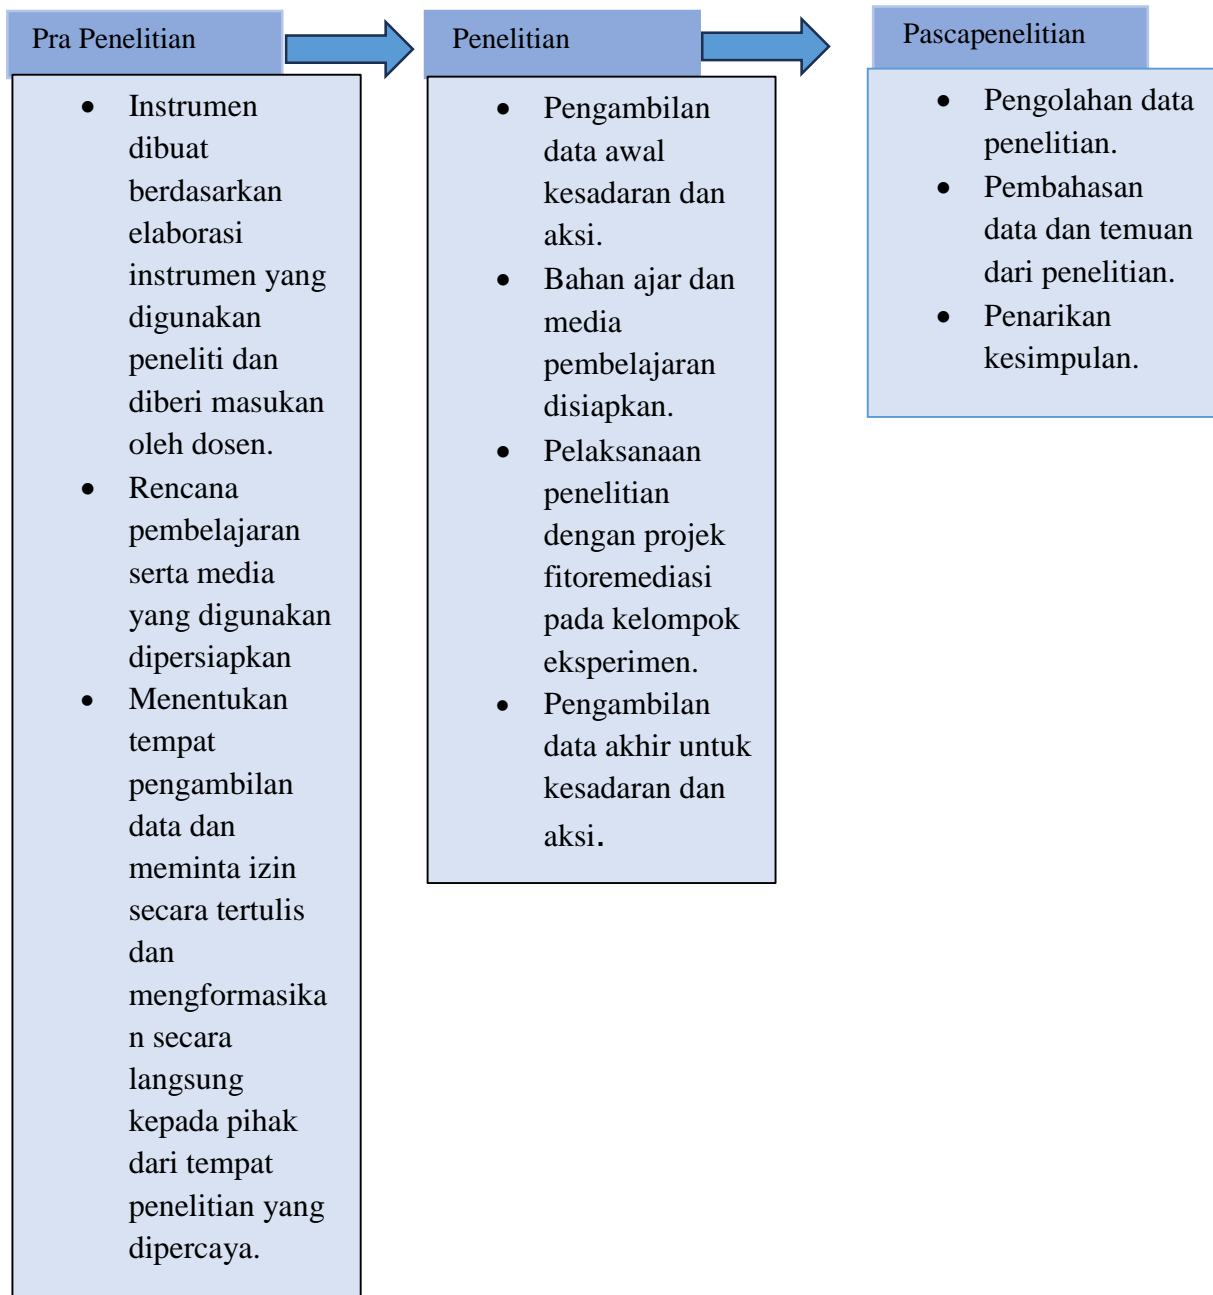 Pra Penelitian
Instrumen
dibuat
berdasarkan
elaborasi
instrumen yang
digunakan
peneliti dan
diberi masukan
oleh dosen.
Rencana
pembelajaran
serta media
yang digunakan
dipersiapkan
Menentukan
tempat
pengambilan
data dan
meminta izin
secara tertulis
dan
mengformasika
n secara
langsung
kepada pihak
dari tempat
penelitian yang
dipercaya.
Penelitian
Pengambilan
data awal
kesadaran dan
aksi.
Bahan ajar dan
media
pembelajaran
disiapkan.
Pelaksanaan
penelitian
dengan projek
fitoremediasi
pada kelompok
eksperimen.
Pengambilan
data akhir untuk
kesadaran dan
aksi.
Pascapenelitian
Pengolahan data
penelitian.
Pembahasan
data dan temuan
dari penelitian.
Penarikan
kesimpulan.